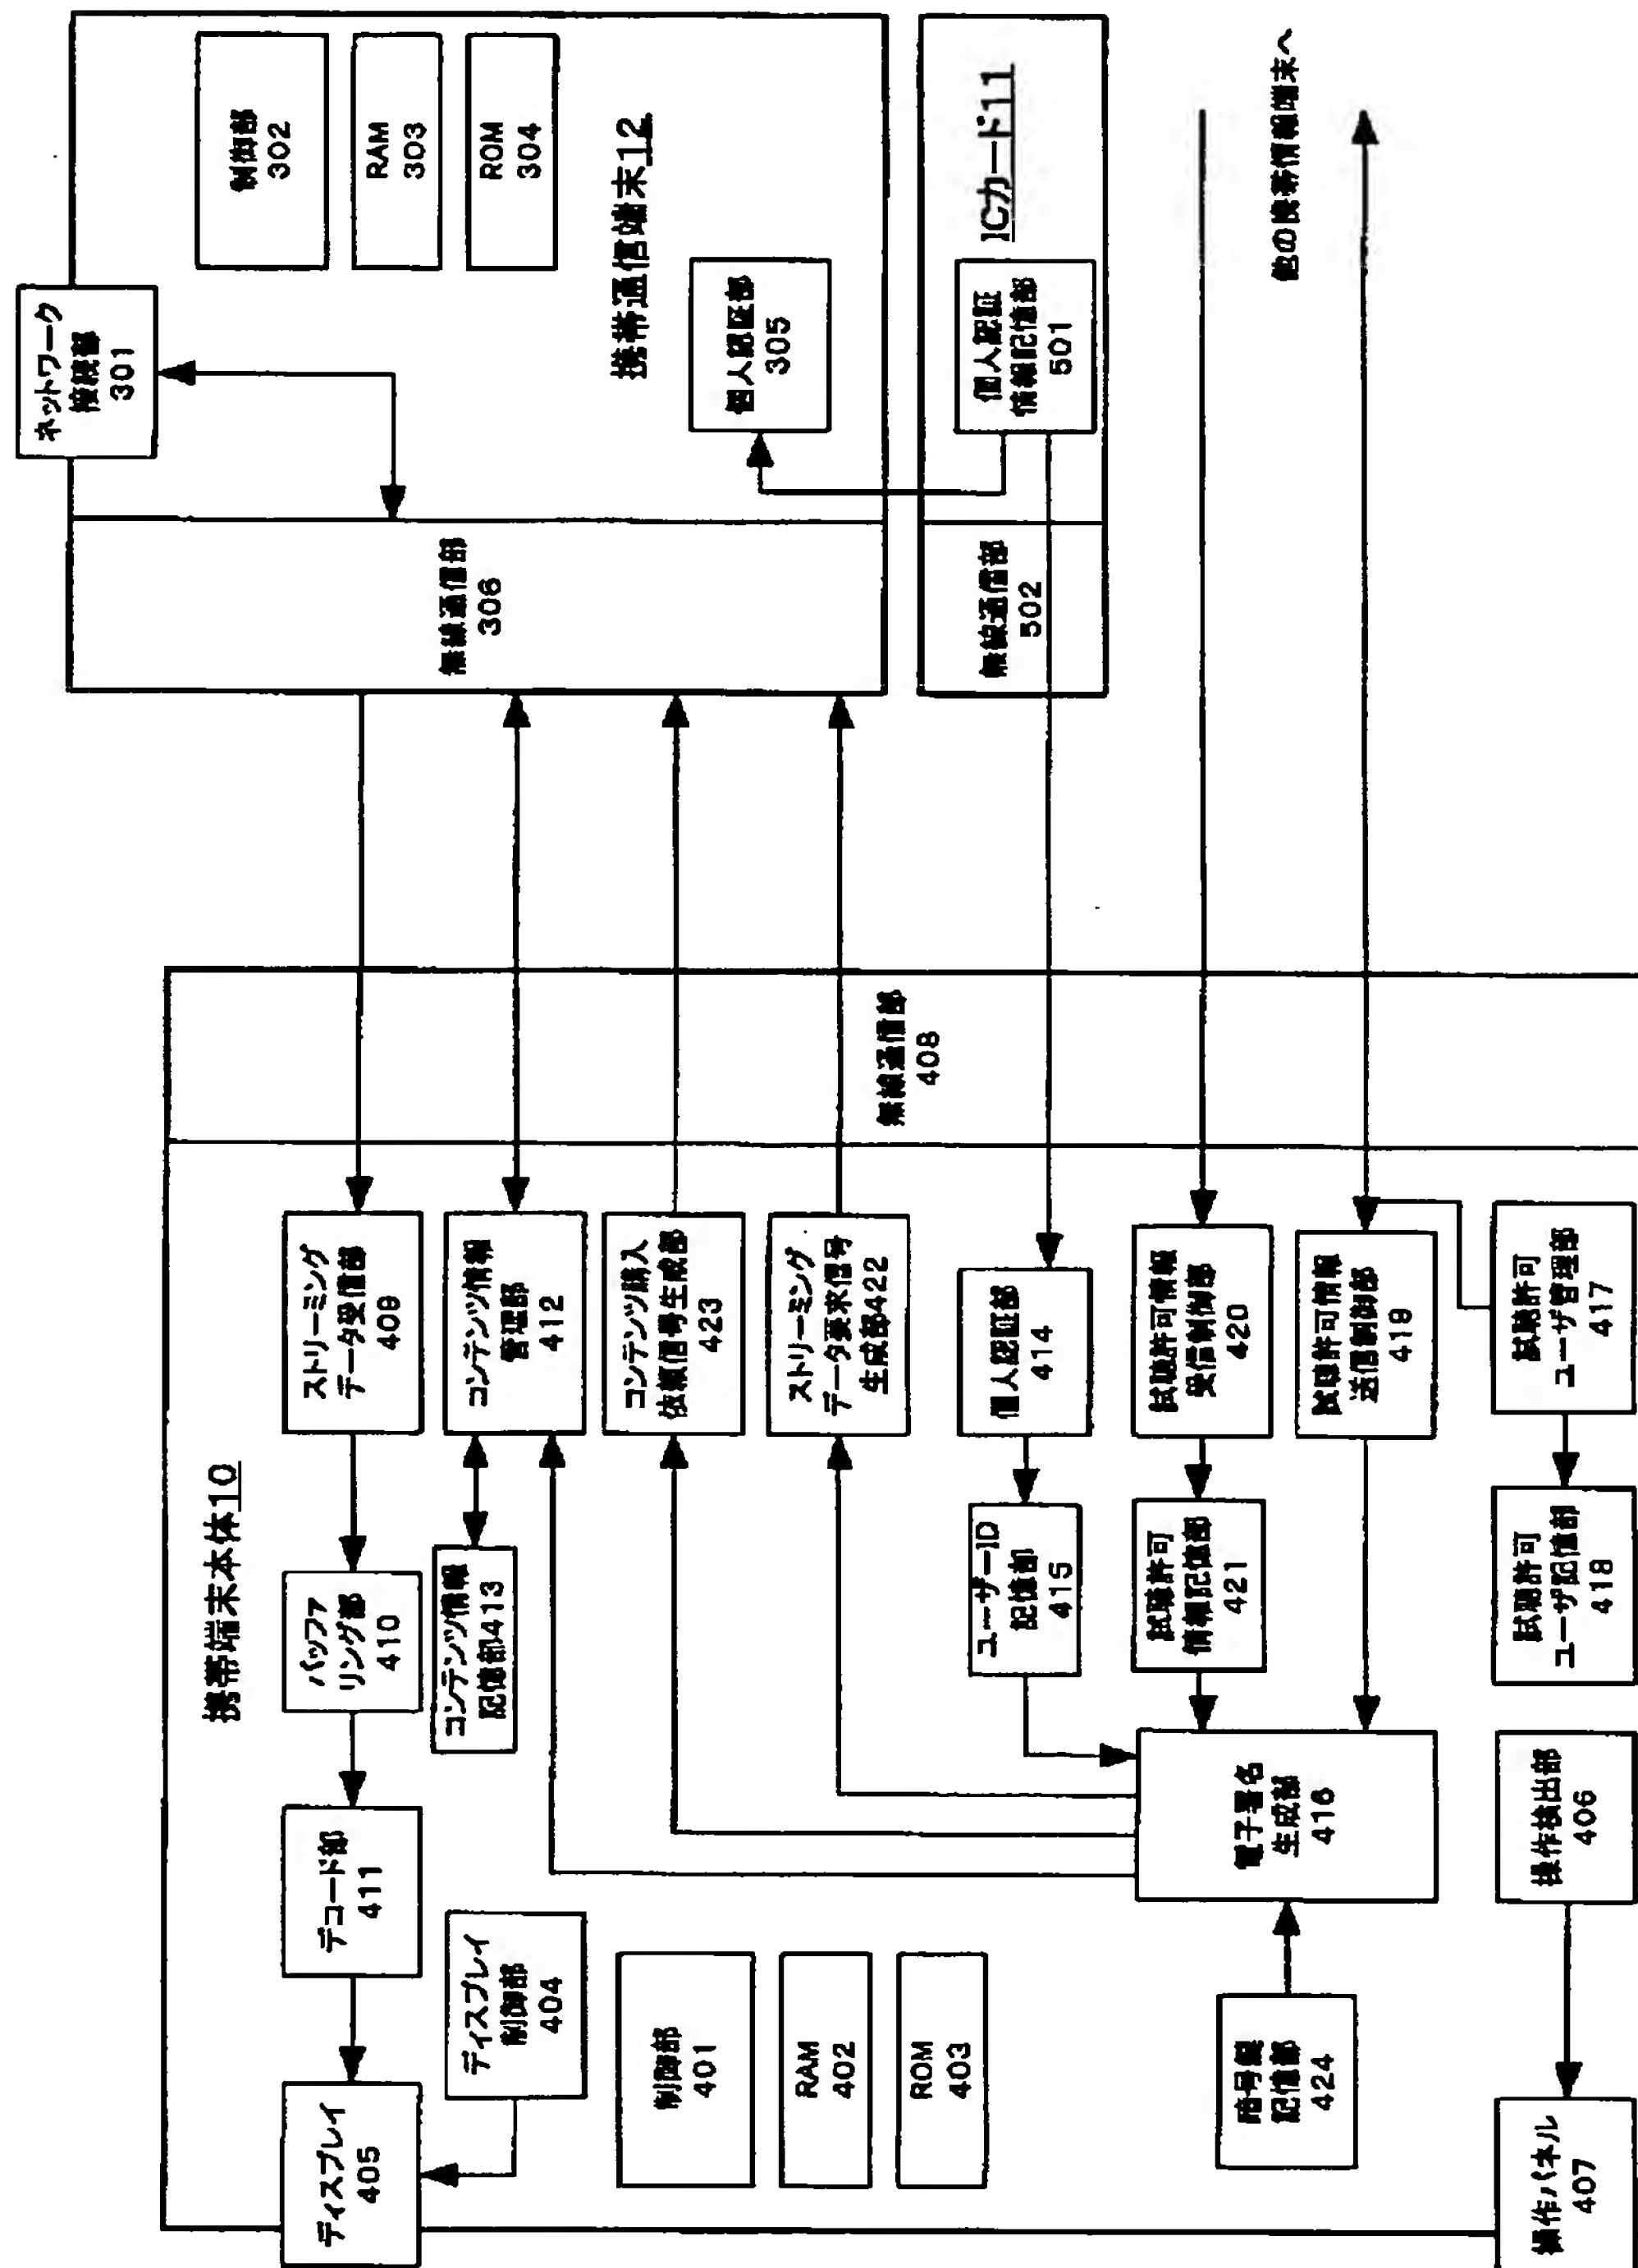 携帯端末本体10
ディスプレイ
405
デコード部
411
バッファ
リング部
410
ストリーミング
データ受信部
409
ディスプレイ
制御部
404
コンテンツ情報
記憶部413
コンテンツ情報
管理部
412
コンテンツ購入
依頼信号生成部
423
ストリーミング
データ要求信号
生成部422
制御部
401
RAM
402
ROM
403
個人認証部
414
ユーザーID
記憶部
415
試聴許可情報
受信制御部
420
試聴許可
情報記憶部
421
試聴許可情報
送信制御部
419
電子署名
生成部
416
暗号鍵
記憶部
424
試聴許可
ユーザ管理部
417
試聴許可
ユーザ記憶部
418
操作検出部
406
操作パネル
407
無線通信部
408
ネットワーク
接続部
301
制御部
302
RAM
303
ROM
304
携帯通信端末12
個人認証部
305
無線通信部
306
ICカード11
個人認証
情報記憶部
501
無線通信部
502
他の携帯情報端末へ